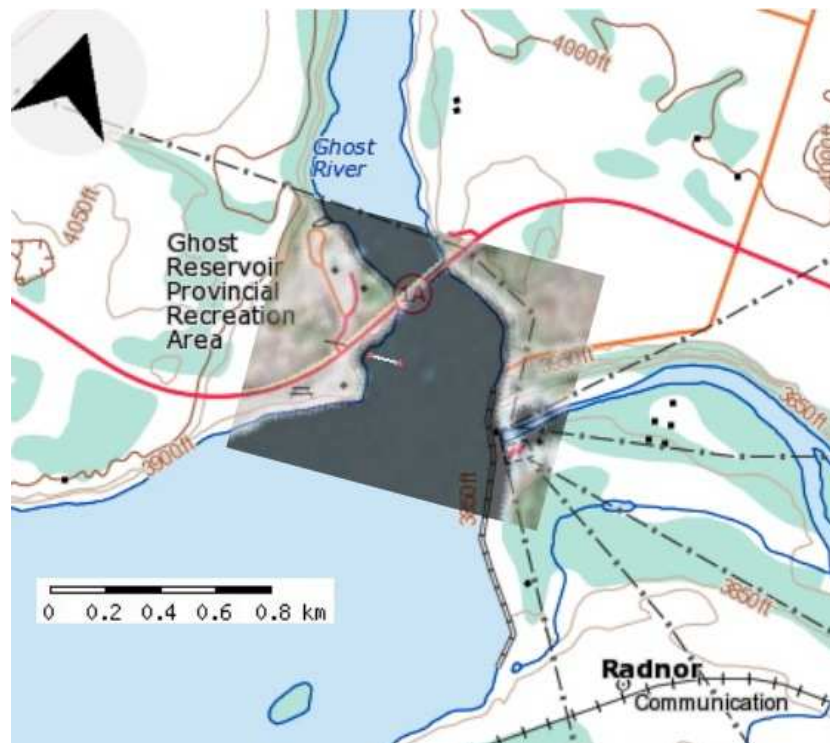 4000ft
Ghost
River
4000ft
4050ft
Ghost
Reservoir
Provincial
Recreation
Area
1A
3850ft
3900ft
3850ft
0 0.2 0.4 0.6 0.8 km
3850ft
Radnor
Communication